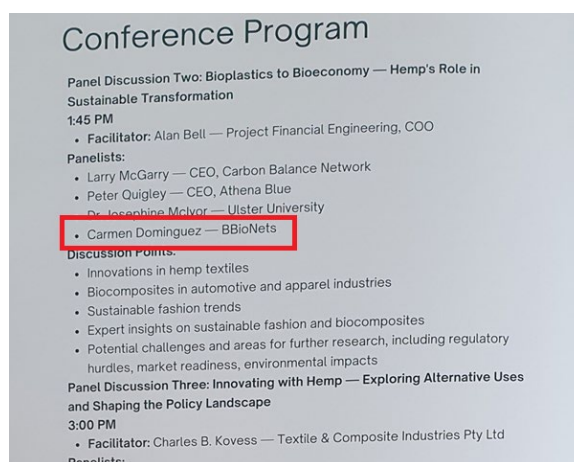 Conference Program
Panel Discussion Two: Bioplastics to Bioeconomy — Hemp's Role in
Sustainable Transformation
1:45 PM
• Facilitator: Alan Bell — Project Financial Engineering, COO
Panelists:
• Larry McGarry — CEO, Carbon Balance Network
• Peter Quigley — CEO, Athena Blue
• Dr Josephine McIvor — Ulster University
• Carmen Dominguez — BBioNets
Discussion Points:
• Innovations in hemp textiles
• Biocomposites in automotive and apparel industries
• Sustainable fashion trends
• Expert insights on sustainable fashion and biocomposites
• Potential challenges and areas for further research, including regulatory
hurdles, market readiness, environmental impacts
Panel Discussion Three: Innovating with Hemp — Exploring Alternative Uses
and Shaping the Policy Landscape
3:00 PM
• Facilitator: Charles B. Kovess — Textile & Composite Industries Pty Ltd
Panelists: